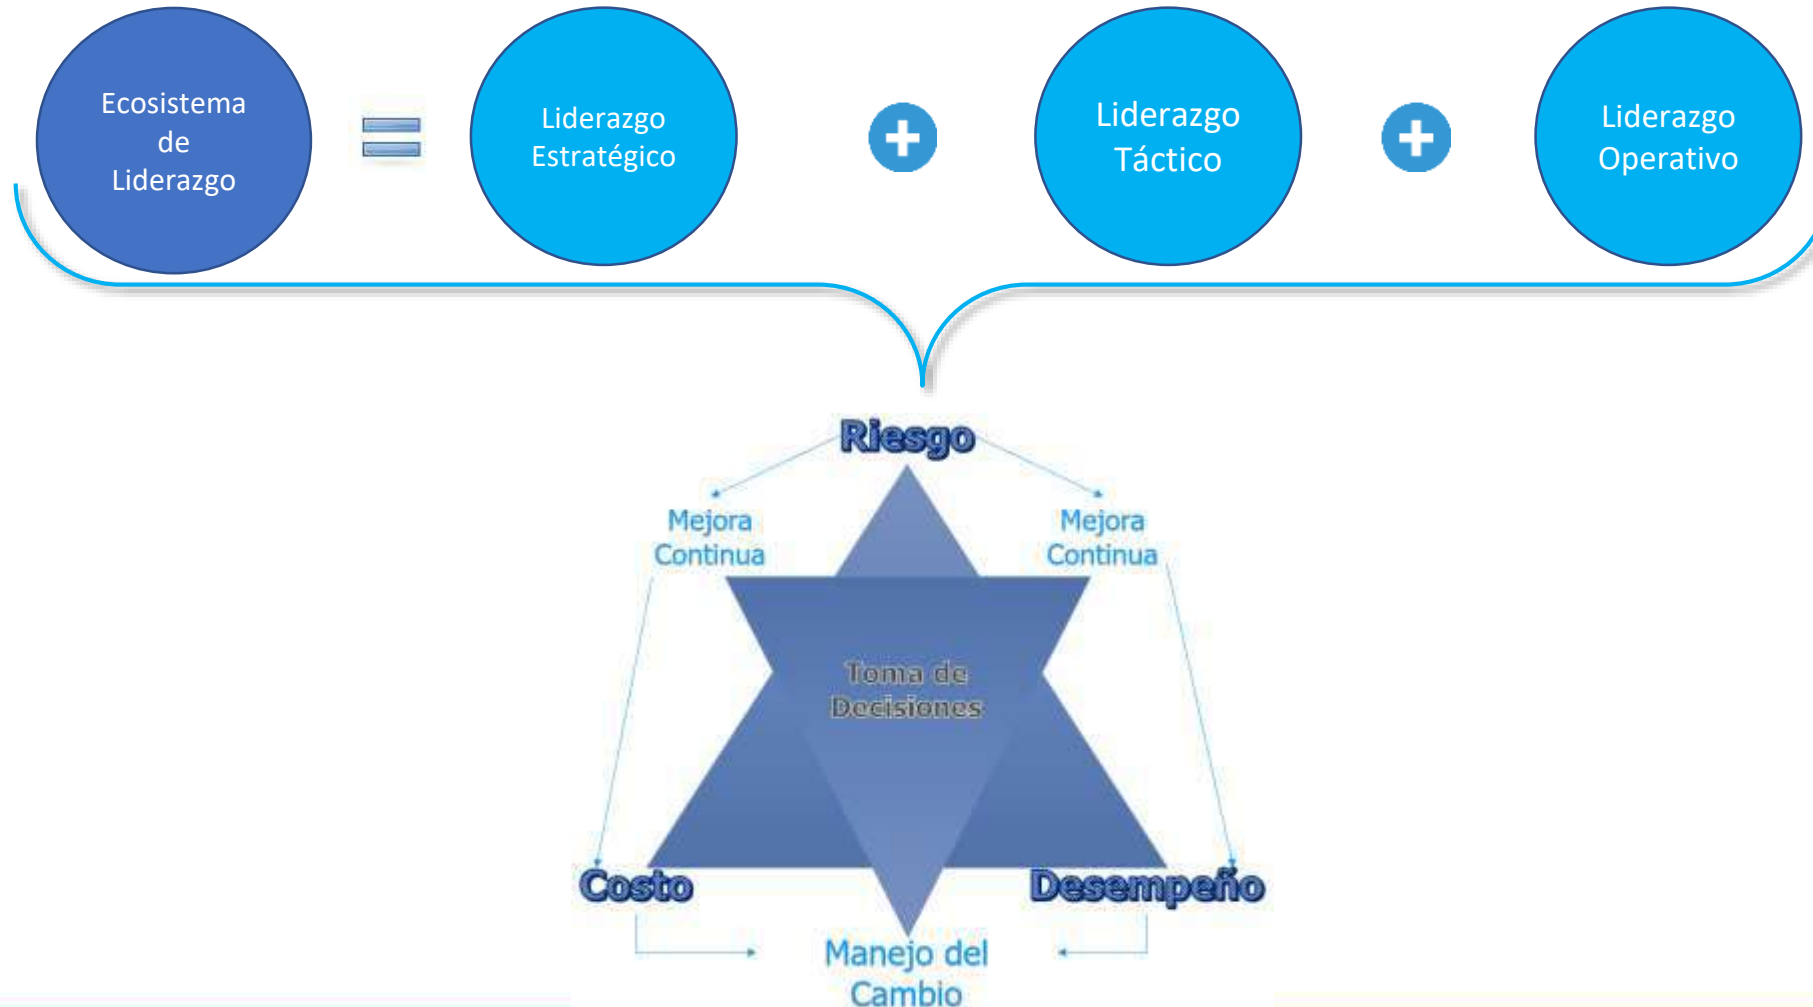 Ecosistema
de
Liderazgo
Liderazgo
Estratégico
Liderazgo
Táctico
Liderazgo
Operativo
Riesgo
Mejora
Continua
Mejora
Continua
Toma de
Decisiones
Costo
Desempeño
Manejo del
Cambio